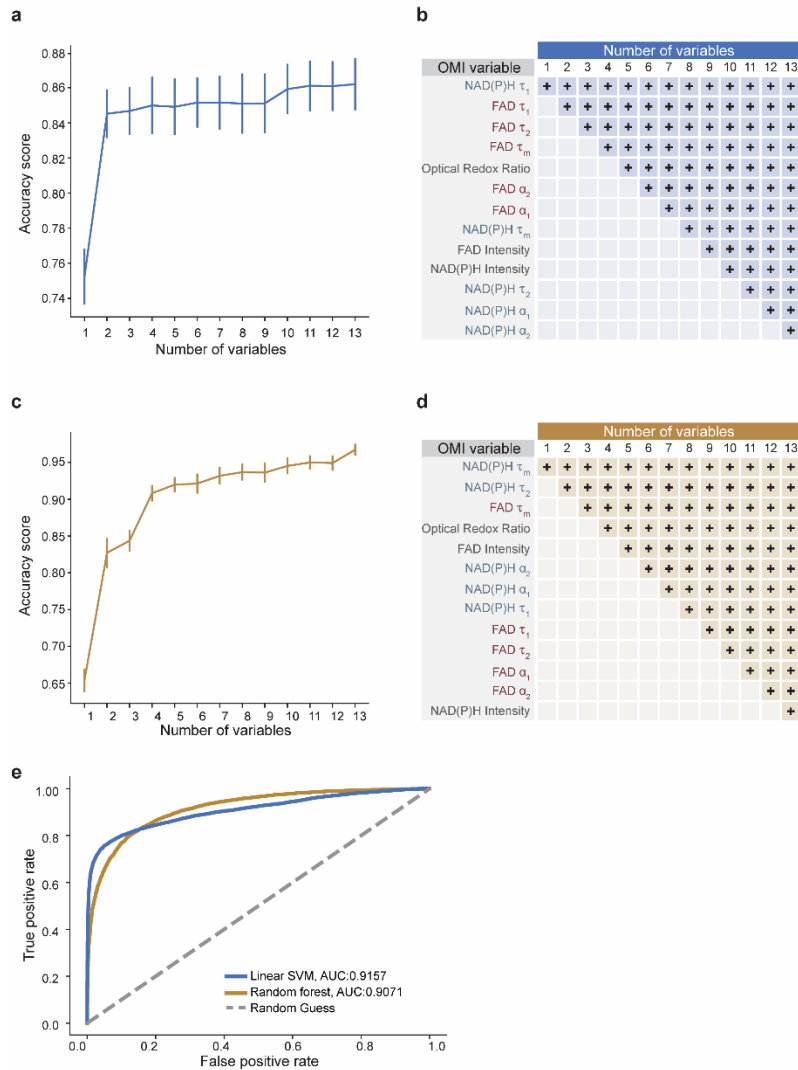 a
0.88
0.86
0.84
0.82
0.80
0.78
0.76
0.74
Accuracy score
1 2 3 4 5 6 7 8 9 10 11 12 13
Number of variables
b
Number of variables
OMI variable 1 2 3 4 5 6 7 8 9 10 11 12 13
NAD(P)H τ1 + + + + + + + + + + + + +
FAD τ1 + + + + + + + + + + + +
FAD τ2 + + + + + + + + + + +
FAD τm + + + + + + + + + +
Optical Redox Ratio + + + + + + + + +
FAD α2 + + + + + + + +
FAD α1 + + + + + + +
NAD(P)H τm + + + + + +
FAD Intensity + + + + +
NAD(P)H Intensity + + + +
NAD(P)H τ2 + + +
NAD(P)H α1 + +
NAD(P)H α2 +
c
0.95
0.90
0.85
0.80
0.75
0.70
0.65
Accuracy score
1 2 3 4 5 6 7 8 9 10 11 12 13
Number of variables
d
Number of variables
OMI variable 1 2 3 4 5 6 7 8 9 10 11 12 13
NAD(P)H τm + + + + + + + + + + + + +
NAD(P)H τ2 + + + + + + + + + + + +
FAD τm + + + + + + + + + + +
Optical Redox Ratio + + + + + + + + + +
FAD Intensity + + + + + + + + +
NAD(P)H α2 + + + + + + + +
NAD(P)H α1 + + + + + + +
NAD(P)H τ1 + + + + + +
FAD τ1 + + + + +
FAD τ2 + + + +
FAD α1 + + +
FAD α2 + +
NAD(P)H Intensity +
e
1.00
0.8
0.6
0.4
0.2
0.0
True positive rate
Linear SVM, AUC:0.9157
Random forest, AUC:0.9071
Random Guess
0.0 0.2 0.4 0.6 0.8 1.0
False positive rate